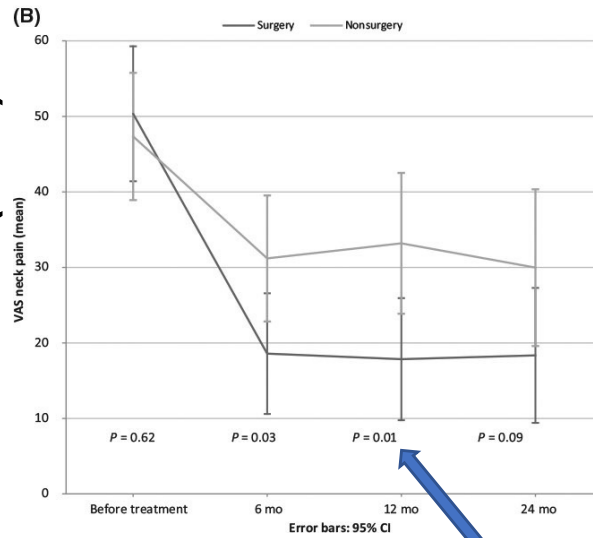 (B)
Surgery Nonsurgery
60
50
40
30
20
10
0
VAS neck pain (mean)
P = 0.62 P = 0.03 P = 0.01 P = 0.09
Before treatment 6 mo 12 mo 24 mo
Error bars: 95% CI